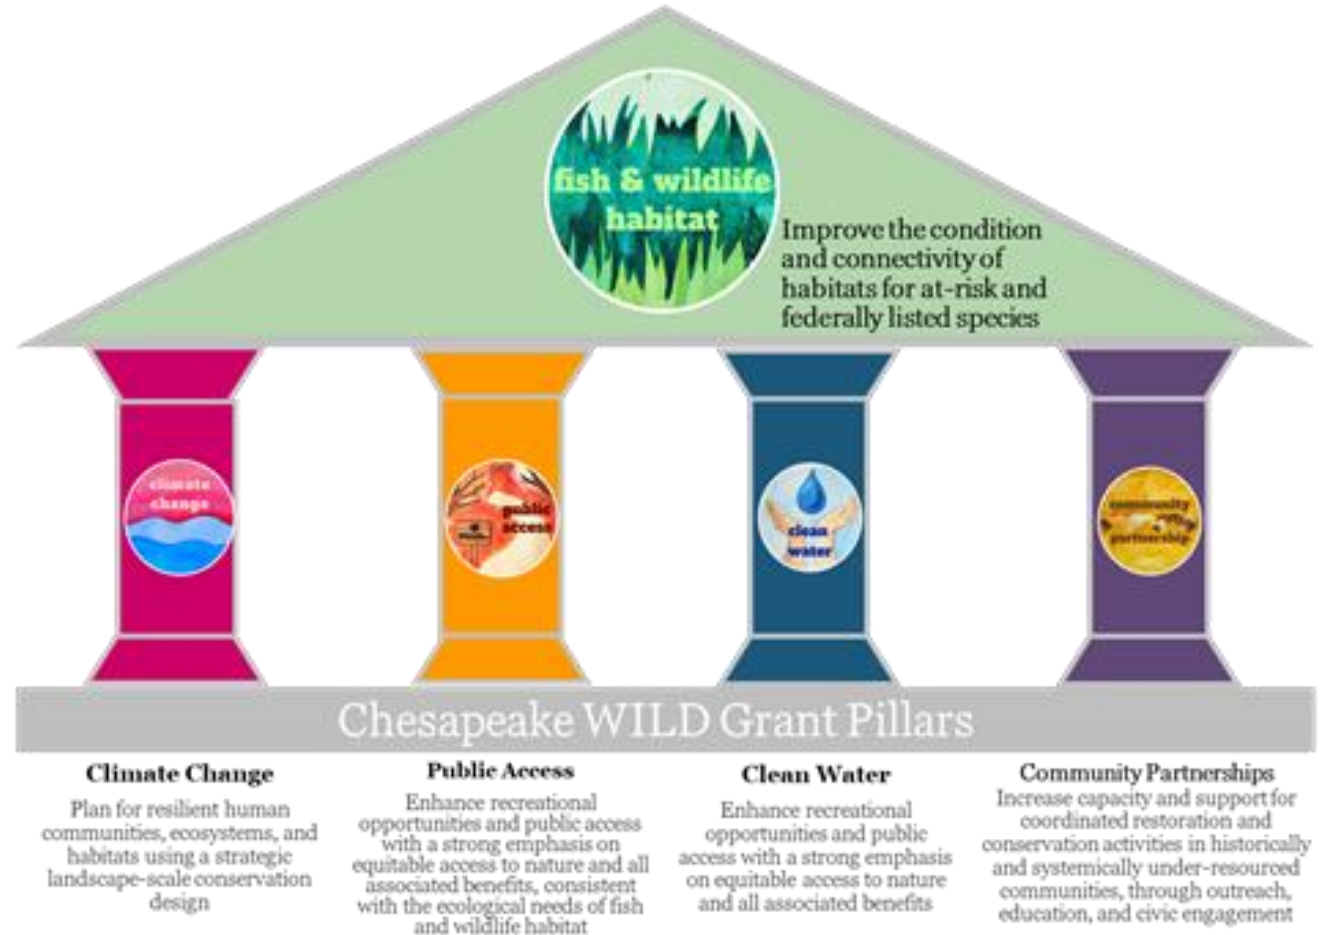 fish & wildlife
habitat
Improve the condition
and connectivity of
habitats for at-risk and
federally listed species
climate
change
public
access
clean
water
community
partnership
Chesapeake WILD Grant Pillars
Climate Change
Plan for resilient human
communities, ecosystems, and
habitats using a strategic
landscape-scale conservation
design
Public Access
Enhance recreational
opportunities and public access
with a strong emphasis on
equitable access to nature and all
associated benefits, consistent
with the ecological needs of fish
and wildlife habitat
Clean Water
Enhance recreational
opportunities and public
access with a strong emphasis
on equitable access to nature
and all associated benefits
Community Partnerships
Increase capacity and support for
coordinated restoration and
conservation activities in historically
and systemically under-resourced
communities, through outreach,
education, and civic engagement